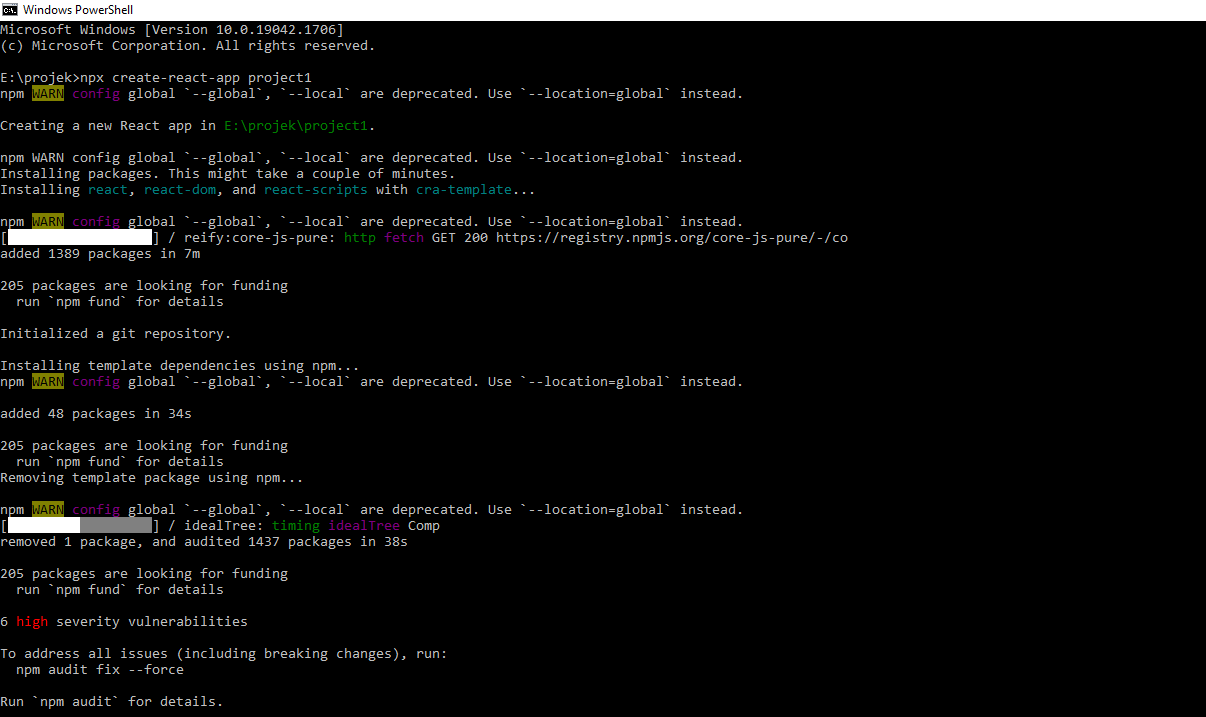 Windows PowerShell
Microsoft Windows [Version 10.0.19042.1706]
(c) Microsoft Corporation. All rights reserved.
E:\projek>npx create-react-app project1
npm WARN config global `--global`, `--local` are deprecated. Use `--location=global` instead.
Creating a new React app in E:\projek\project1.
npm WARN config global `--global`, `--local` are deprecated. Use `--location=global` instead.
Installing packages. This might take a couple of minutes.
Installing react, react-dom, and react-scripts with cra-template...
npm WARN config global `--global`, `--local` are deprecated. Use `--location=global` instead.
[                  ] / reify:core-js-pure: http fetch GET 200 https://registry.npmjs.org/core-js-pure/-/co
added 1389 packages in 7m
205 packages are looking for funding
  run `npm fund` for details
Initialized a git repository.
Installing template dependencies using npm...
npm WARN config global `--global`, `--local` are deprecated. Use `--location=global` instead.
added 48 packages in 34s
205 packages are looking for funding
  run `npm fund` for details
Removing template package using npm...
npm WARN config global `--global`, `--local` are deprecated. Use `--location=global` instead.
[                  ] / idealTree: timing idealTree Comp
removed 1 package, and audited 1437 packages in 38s
205 packages are looking for funding
  run `npm fund` for details
6 high severity vulnerabilities
To address all issues (including breaking changes), run:
  npm audit fix --force
Run `npm audit` for details.